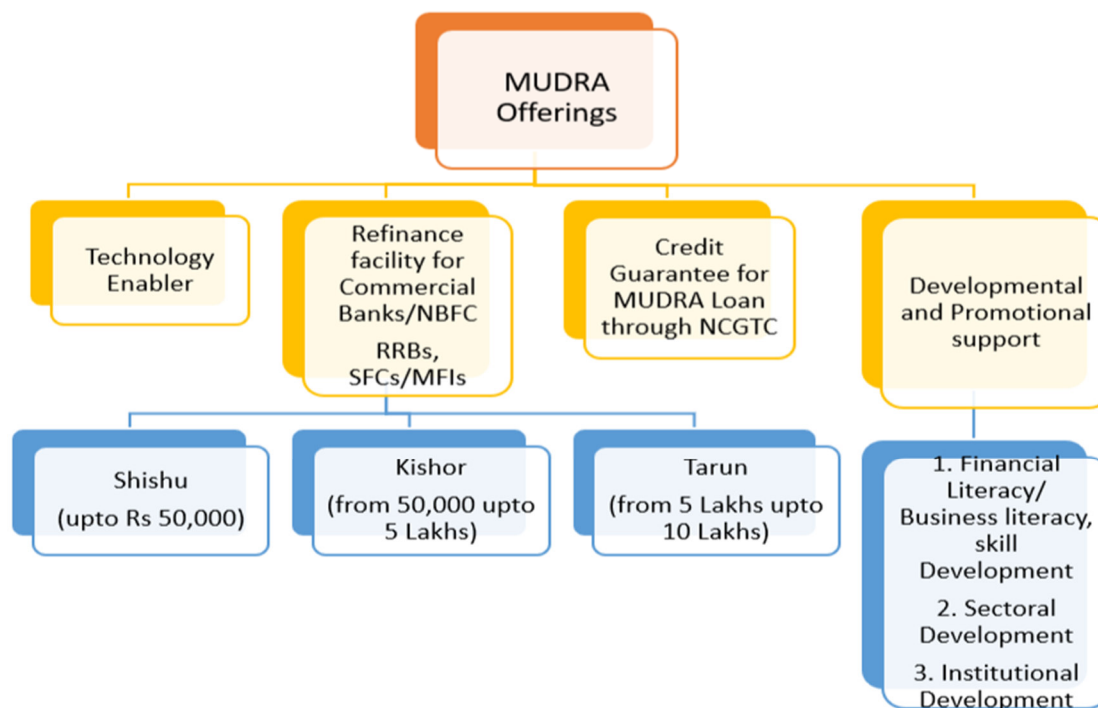 MUDRA
Offerings
Technology
Enabler
Refinance
facility for
Commercial
Banks/NBFC
RRBs,
SFCs/MFIs
Credit
Guarantee for
MUDRA Loan
through NCGTC
Developmental
and Promotional
support
Shishu
(upto Rs 50,000)
Kishor
(from 50,000 upto
5 Lakhs)
Tarun
(from 5 Lakhs upto
10 Lakhs)
1. Financial
Literacy/
Business literacy,
skill
Development
2. Sectoral
Development
3. Institutional
Development